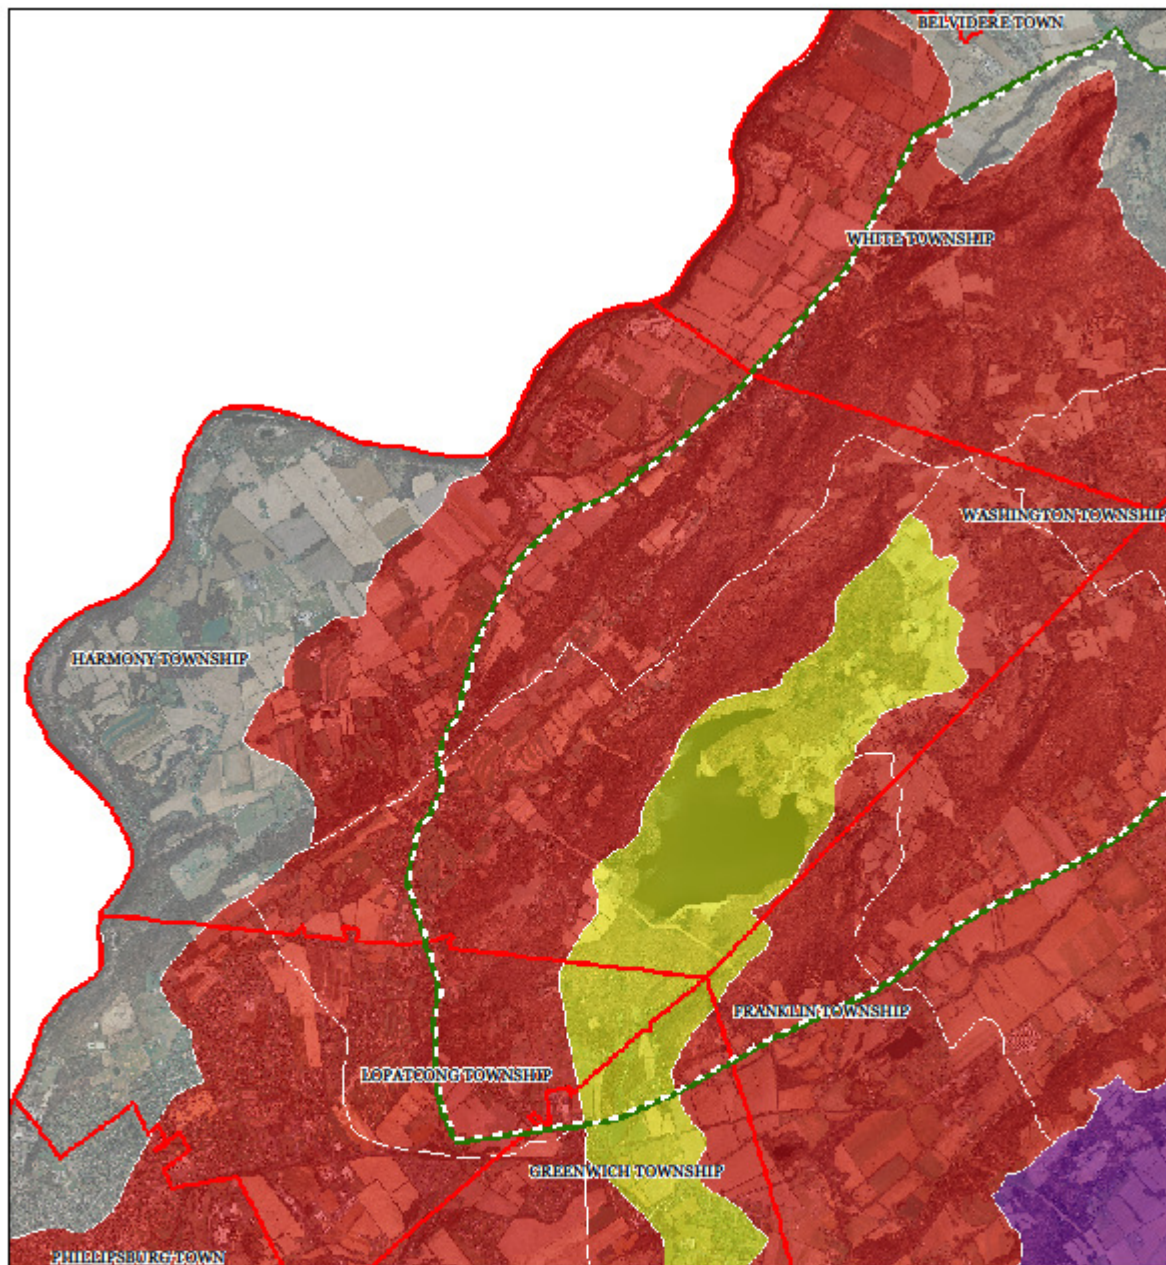 BELVIDERE TOWN
WHITE TOWNSHIP
WASHINGTON TOWNSHIP
HARMONY TOWNSHIP
FRANKLIN TOWNSHIP
LOPATCONG TOWNSHIP
GREENWICH TOWNSHIP
PHILLIPSBURG TOWN